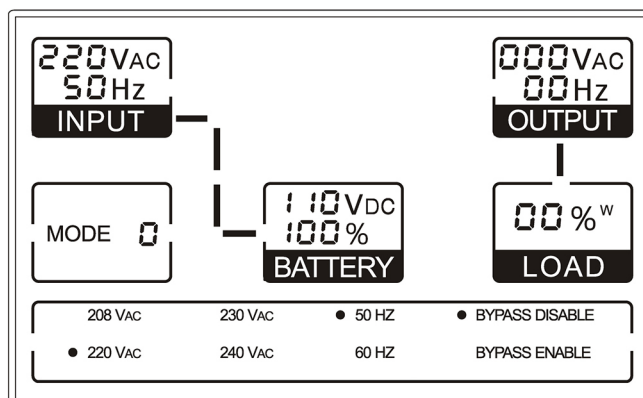 220VAC
50Hz
INPUT
000VAC
00Hz
OUTPUT
MODE 0
110VDC
100%
BATTERY
00%W
LOAD
208 VAC 230 VAC ● 50 HZ ● BYPASS DISABLE
● 220 VAC 240 VAC 60 HZ BYPASS ENABLE